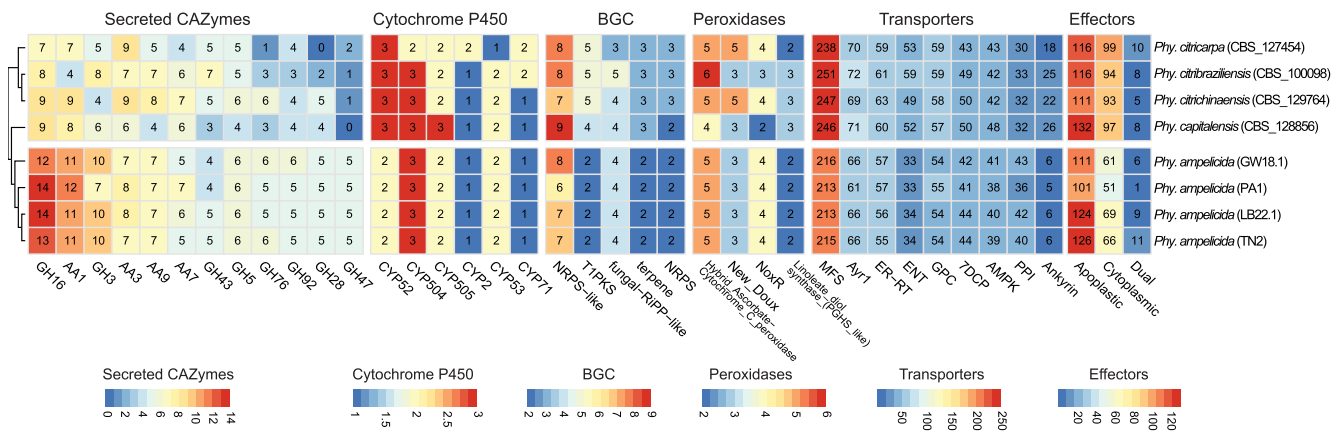 Secreted CAZymes Cytochrome P450 BGC Peroxidases Transporters Effectors
7 7 5 9 5 4 5 5 1 4 0 2 3 2 2 2 1 2 8 5 3 3 3 5 5 4 2 238 70 59 53 59 43 43 30 18 116 99 10 Phy. citricarpa (CBS_127454)
8 4 8 7 7 6 7 5 3 3 2 1 3 3 2 1 2 2 8 5 5 3 3 6 3 3 3 251 72 61 59 59 49 42 33 25 116 94 8 Phy. citribraziliensis (CBS_100098)
9 9 4 9 8 7 5 6 6 4 5 1 3 3 2 1 2 1 7 5 4 3 3 5 5 4 3 247 69 63 49 58 50 42 32 22 111 93 5 Phy. citrichinaensis (CBS_129764)
9 8 6 6 4 6 3 4 3 4 4 0 3 3 3 1 2 1 9 4 4 3 2 4 3 2 3 246 71 60 52 57 50 48 32 26 132 97 8 Phy. capitalensis (CBS_128856)
12 11 10 7 7 5 4 6 6 6 5 5 2 3 2 1 2 1 8 2 4 2 2 5 3 4 2 216 66 57 33 54 42 41 43 6 111 61 6 Phy. ampelicida (GW18.1)
14 12 7 8 7 7 4 6 5 5 5 5 2 3 2 1 2 1 6 2 4 2 2 5 3 4 2 213 61 57 33 55 41 38 36 5 101 51 1 Phy. ampelicida (PA1)
14 11 10 8 7 6 5 5 5 5 5 5 2 3 2 1 2 1 7 2 4 2 2 5 3 4 2 213 66 56 34 54 44 40 40 6 124 69 9 Phy. ampelicida (LB22.1)
13 11 10 7 7 5 5 6 6 5 5 5 2 3 2 1 2 1 7 2 4 2 2 5 3 4 2 215 66 55 34 54 44 39 40 6 126 66 11 Phy. ampelicida (TN2)
GH16
AA1
GH3
AA3
AA9
AA7
GH43
GH5
GH76
GH92
GH28
GH47
CYP52
CYP504
CYP505
CYP2
CYP53
CYP71
NRPS−like
T1PKS
fungal−RiPP−like
terpene
NRPS
Hybrid_Ascorbate−
Cytochrome_C_peroxidase
New_Doux
NoxR
Linoleate_diol
synthase_(PGHS_like)
MFS
Ayr1
ER−RT
ENT
GPC
7DCP
AMPK
PPI
Ankyrin
Apoplastic
Cytoplasmic
Dual
Secreted CAZymes Cytochrome P450 BGC Peroxidases Transporters Effectors
0 2 4 6 8 10 12 14
1 1.5 2 2.5 3
2 3 4 5 6 7 8 9
2 3 4 5 6
50 100 150 200 250
20 40 60 80 100 120